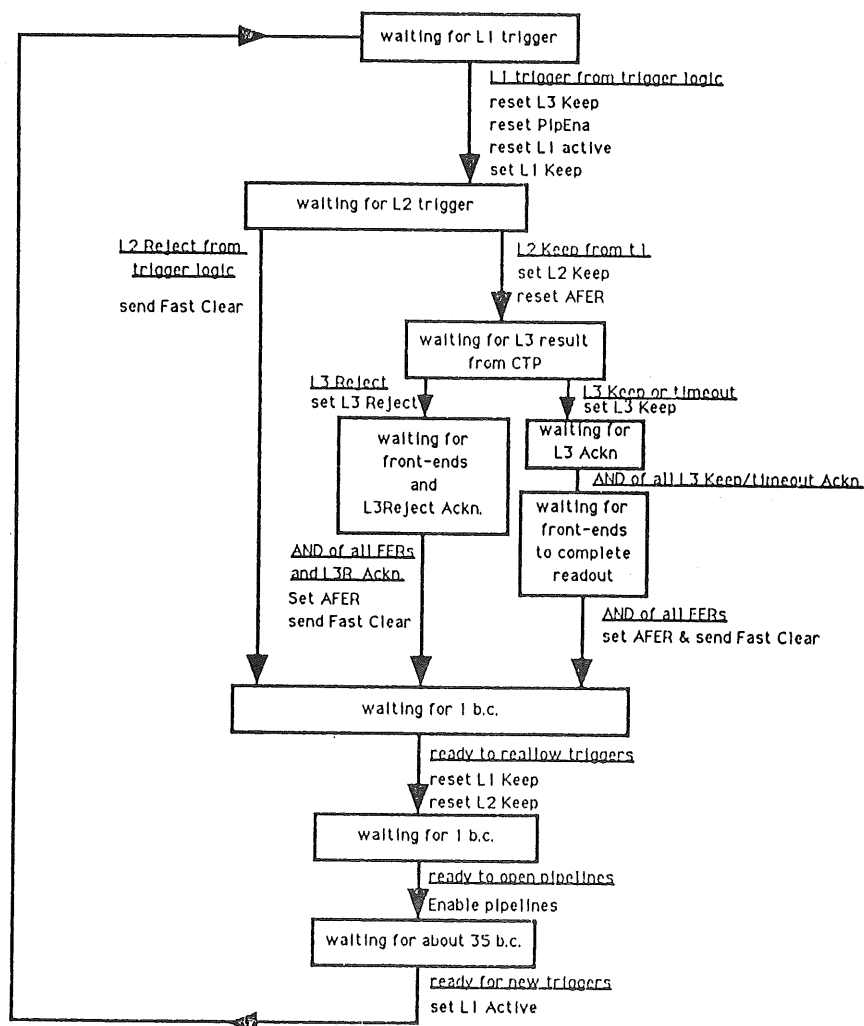 waiting for L1 trigger
L1 trigger from trigger logic
reset L3 Keep
reset PipEna
reset L1 active
set L1 Keep
waiting for L2 trigger
L2 Reject from
trigger logic
send Fast Clear
L2 Keep from t.l.
set L2 Keep
reset AFER
waiting for L3 result
from CTP
L3 Reject
set L3 Reject
L3 Keep or timeout
set L3 Keep
waiting for
front-ends
and
L3Reject Ackn.
waiting for
L3 Ackn
AND of all L3 Keep/timeout Ackn.
waiting for
front-ends
to complete
readout
AND of all FERs
and L3R. Ackn.
Set AFER
send Fast Clear
AND of all FERs
set AFER & send Fast Clear
waiting for 1 b.c.
ready to reallow triggers
reset L1 Keep
reset L2 Keep
waiting for 1 b.c.
ready to open pipelines
Enable pipelines
waiting for about 35 b.c.
ready for new triggers
set L1 Active